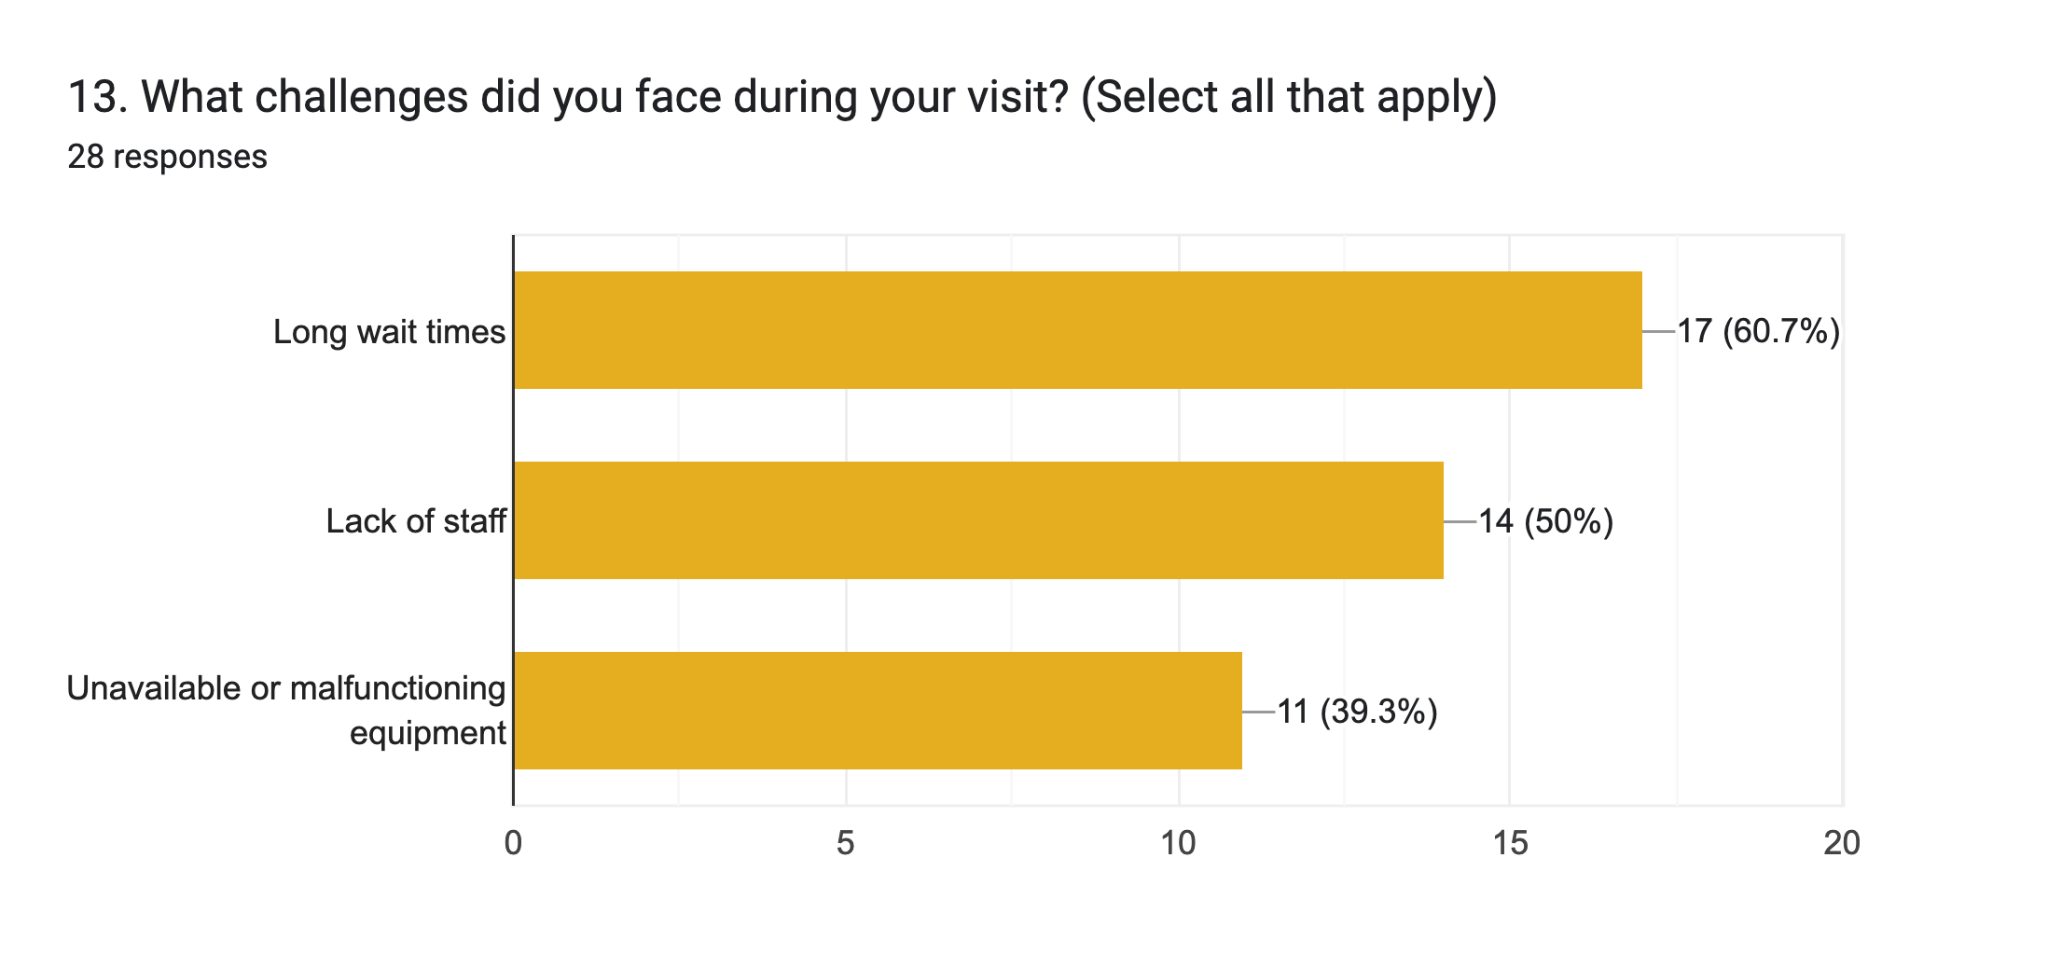 13. What challenges did you face during your visit? (Select all that apply)
28 responses
Long wait times
17 (60.7%)
Lack of staff
14 (50%)
Unavailable or malfunctioning
equipment
11 (39.3%)
0 5 10 15 20